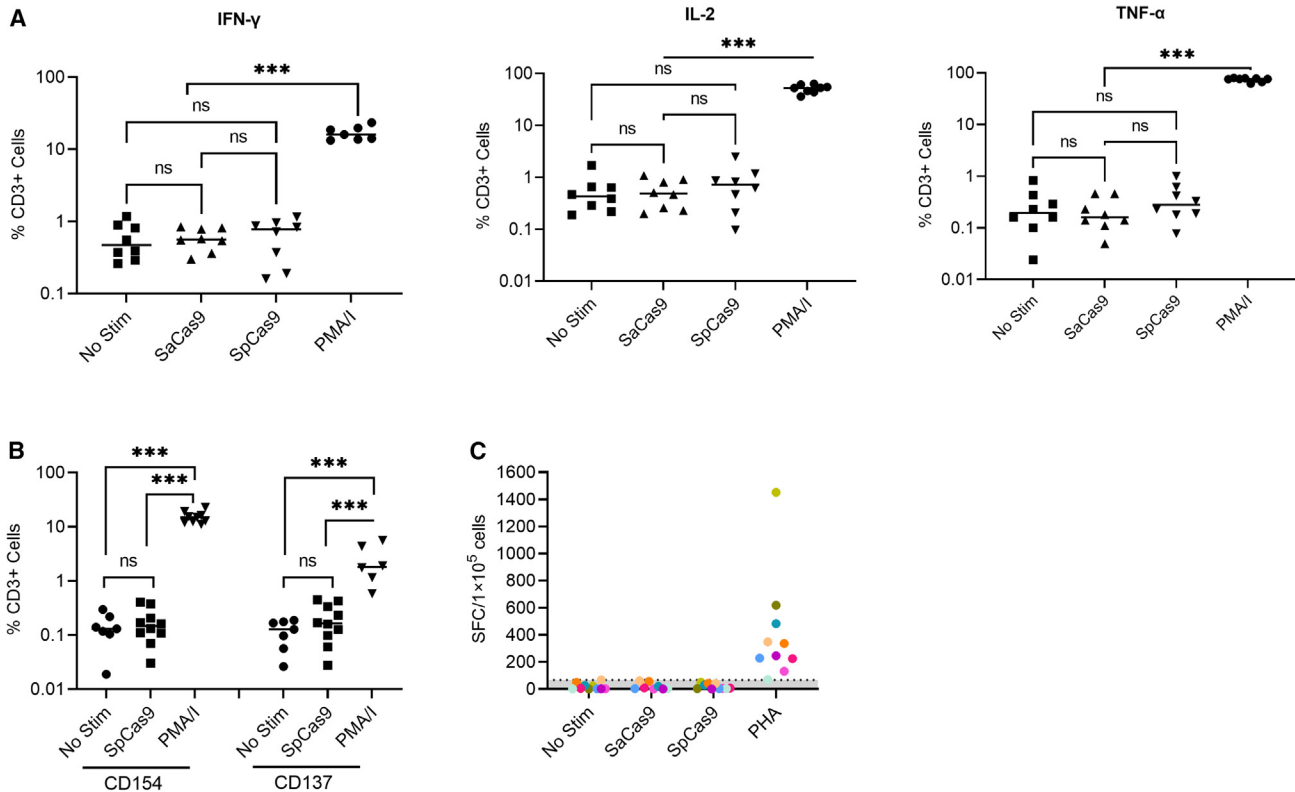 A
IFN-γ
% CD3+ Cells
100
10
1
0.1
***
ns
ns
ns
No Stim
SaCas9
SpCas9
PMA/I
IL-2
% CD3+ Cells
100
10
1
0.1
0.01
***
ns
ns
ns
No Stim
SaCas9
SpCas9
PMA/I
TNF-α
% CD3+ Cells
100
10
1
0.1
0.01
***
ns
ns
ns
No Stim
SaCas9
SpCas9
PMA/I
B
% CD3+ Cells
100
10
1
0.1
0.01
***
***
ns
***
***
ns
No Stim
SpCas9
PMA/I
No Stim
SpCas9
PMA/I
CD154
CD137
C
SFC/1×10⁵ cells
1600
1400
1200
1000
800
600
400
200
0
No Stim
SaCas9
SpCas9
PHA